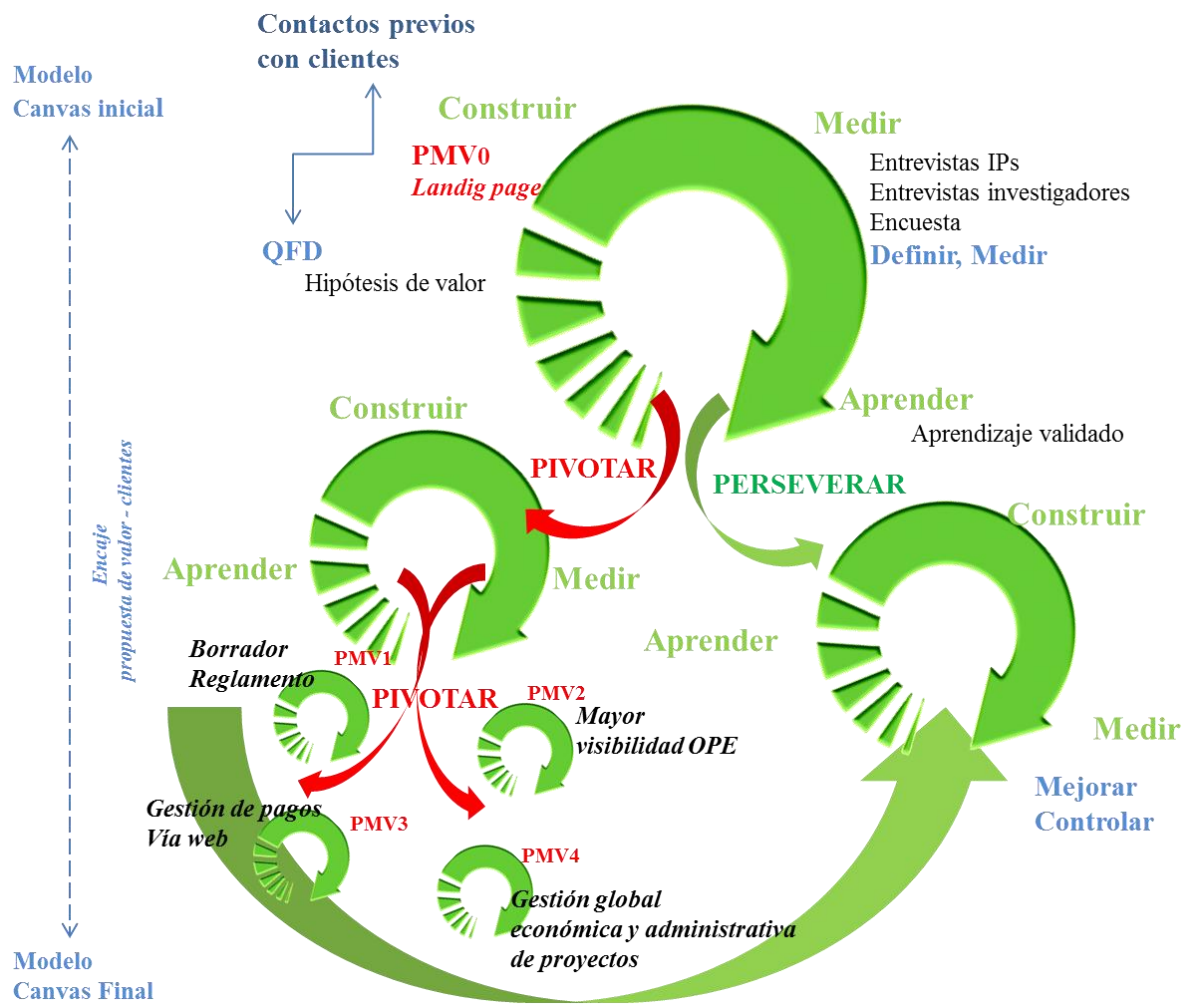 Contactos previos
con clientes
Modelo
Canvas inicial
Construir
Medir
PMV0
Landig page
Entrevistas IPs
Entrevistas investigadores
Encuesta
Definir, Medir
QFD
Hipótesis de valor
Aprender
Aprendizaje validado
Construir
PIVOTAR
PERSEVERAR
Construir
Encaje
propuesta de valor - clientes
Aprender
Medir
Aprender
Borrador
Reglamento
PMV1
PIVOTAR
PMV2
Mayor
visibilidad OPE
Medir
Mejorar
Controlar
Gestión de pagos
Vía web
PMV3
PMV4
Gestión global
económica y administrativa
de proyectos
Modelo
Canvas Final